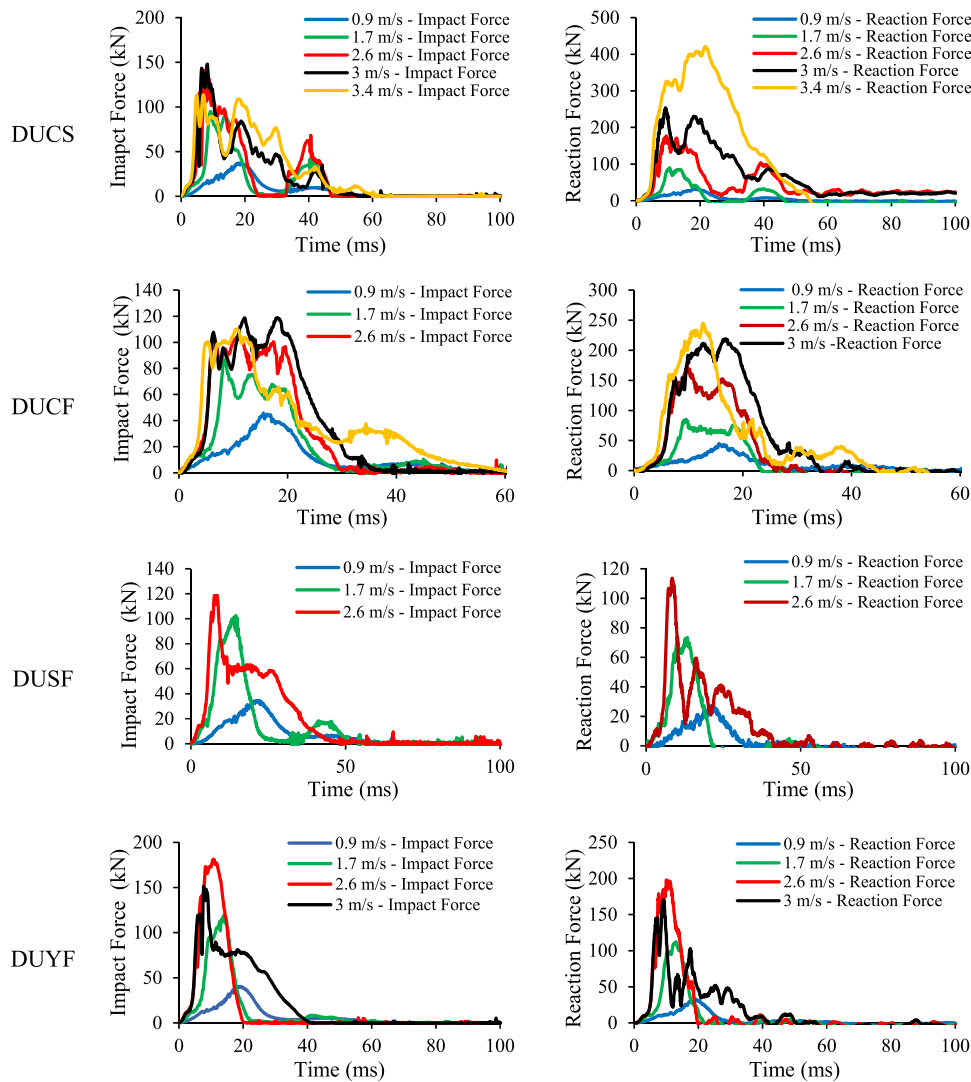 DUCS
Imapct Force (kN)
200
150
100
50
0
0 20 40 60 80 100
Time (ms)
0.9 m/s - Impact Force
1.7 m/s - Impact Force
2.6 m/s - Impact Force
3 m/s - Impact Force
3.4 m/s - Impact Force
Reaction Force (kN)
500
400
300
200
100
0
0 20 40 60 80 100
Time (ms)
0.9 m/s - Reaction Force
1.7 m/s - Reaction Force
2.6 m/s - Reaction Force
3 m/s - Reaction Force
3.4 m/s - Reaction Force
DUCF
Impact Force (kN)
140
120
100
80
60
40
20
0
0 20 40 60
Time (ms)
0.9 m/s - Impact Force
1.7 m/s - Impact Force
2.6 m/s - Impact Force
Reaction Force (kN)
300
250
200
150
100
50
0
0 20 40 60
Time (ms)
0.9 m/s - Reaction Force
1.7 m/s - Reaction Force
2.6 m/s - Reaction Force
3 m/s -Reaction Force
DUSF
Impact Force (kN)
140
120
100
80
60
40
20
0
0 50 100
Time (ms)
0.9 m/s - Impact Force
1.7 m/s - Impact Force
2.6 m/s - Impact Force
Reaction Force (kN)
120
100
80
60
40
20
0
0 50 100
Time (ms)
0.9 m/s - Reaction Force
1.7 m/s - Reaction Force
2.6 m/s - Reaction Force
DUYF
Impact Force (kN)
200
150
100
50
0
0 20 40 60 80 100
Time (ms)
0.9 m/s - Impact Force
1.7 m/s - Impact Force
2.6 m/s - Impact Force
3 m/s - Impact Force
Reaction Force (kN)
250
200
150
100
50
0
0 20 40 60 80 100
Time (ms)
0.9 m/s - Reaction Force
1.7 m/s - Reaction Force
2.6 m/s - Reaction Force
3 m/s - Reaction Force